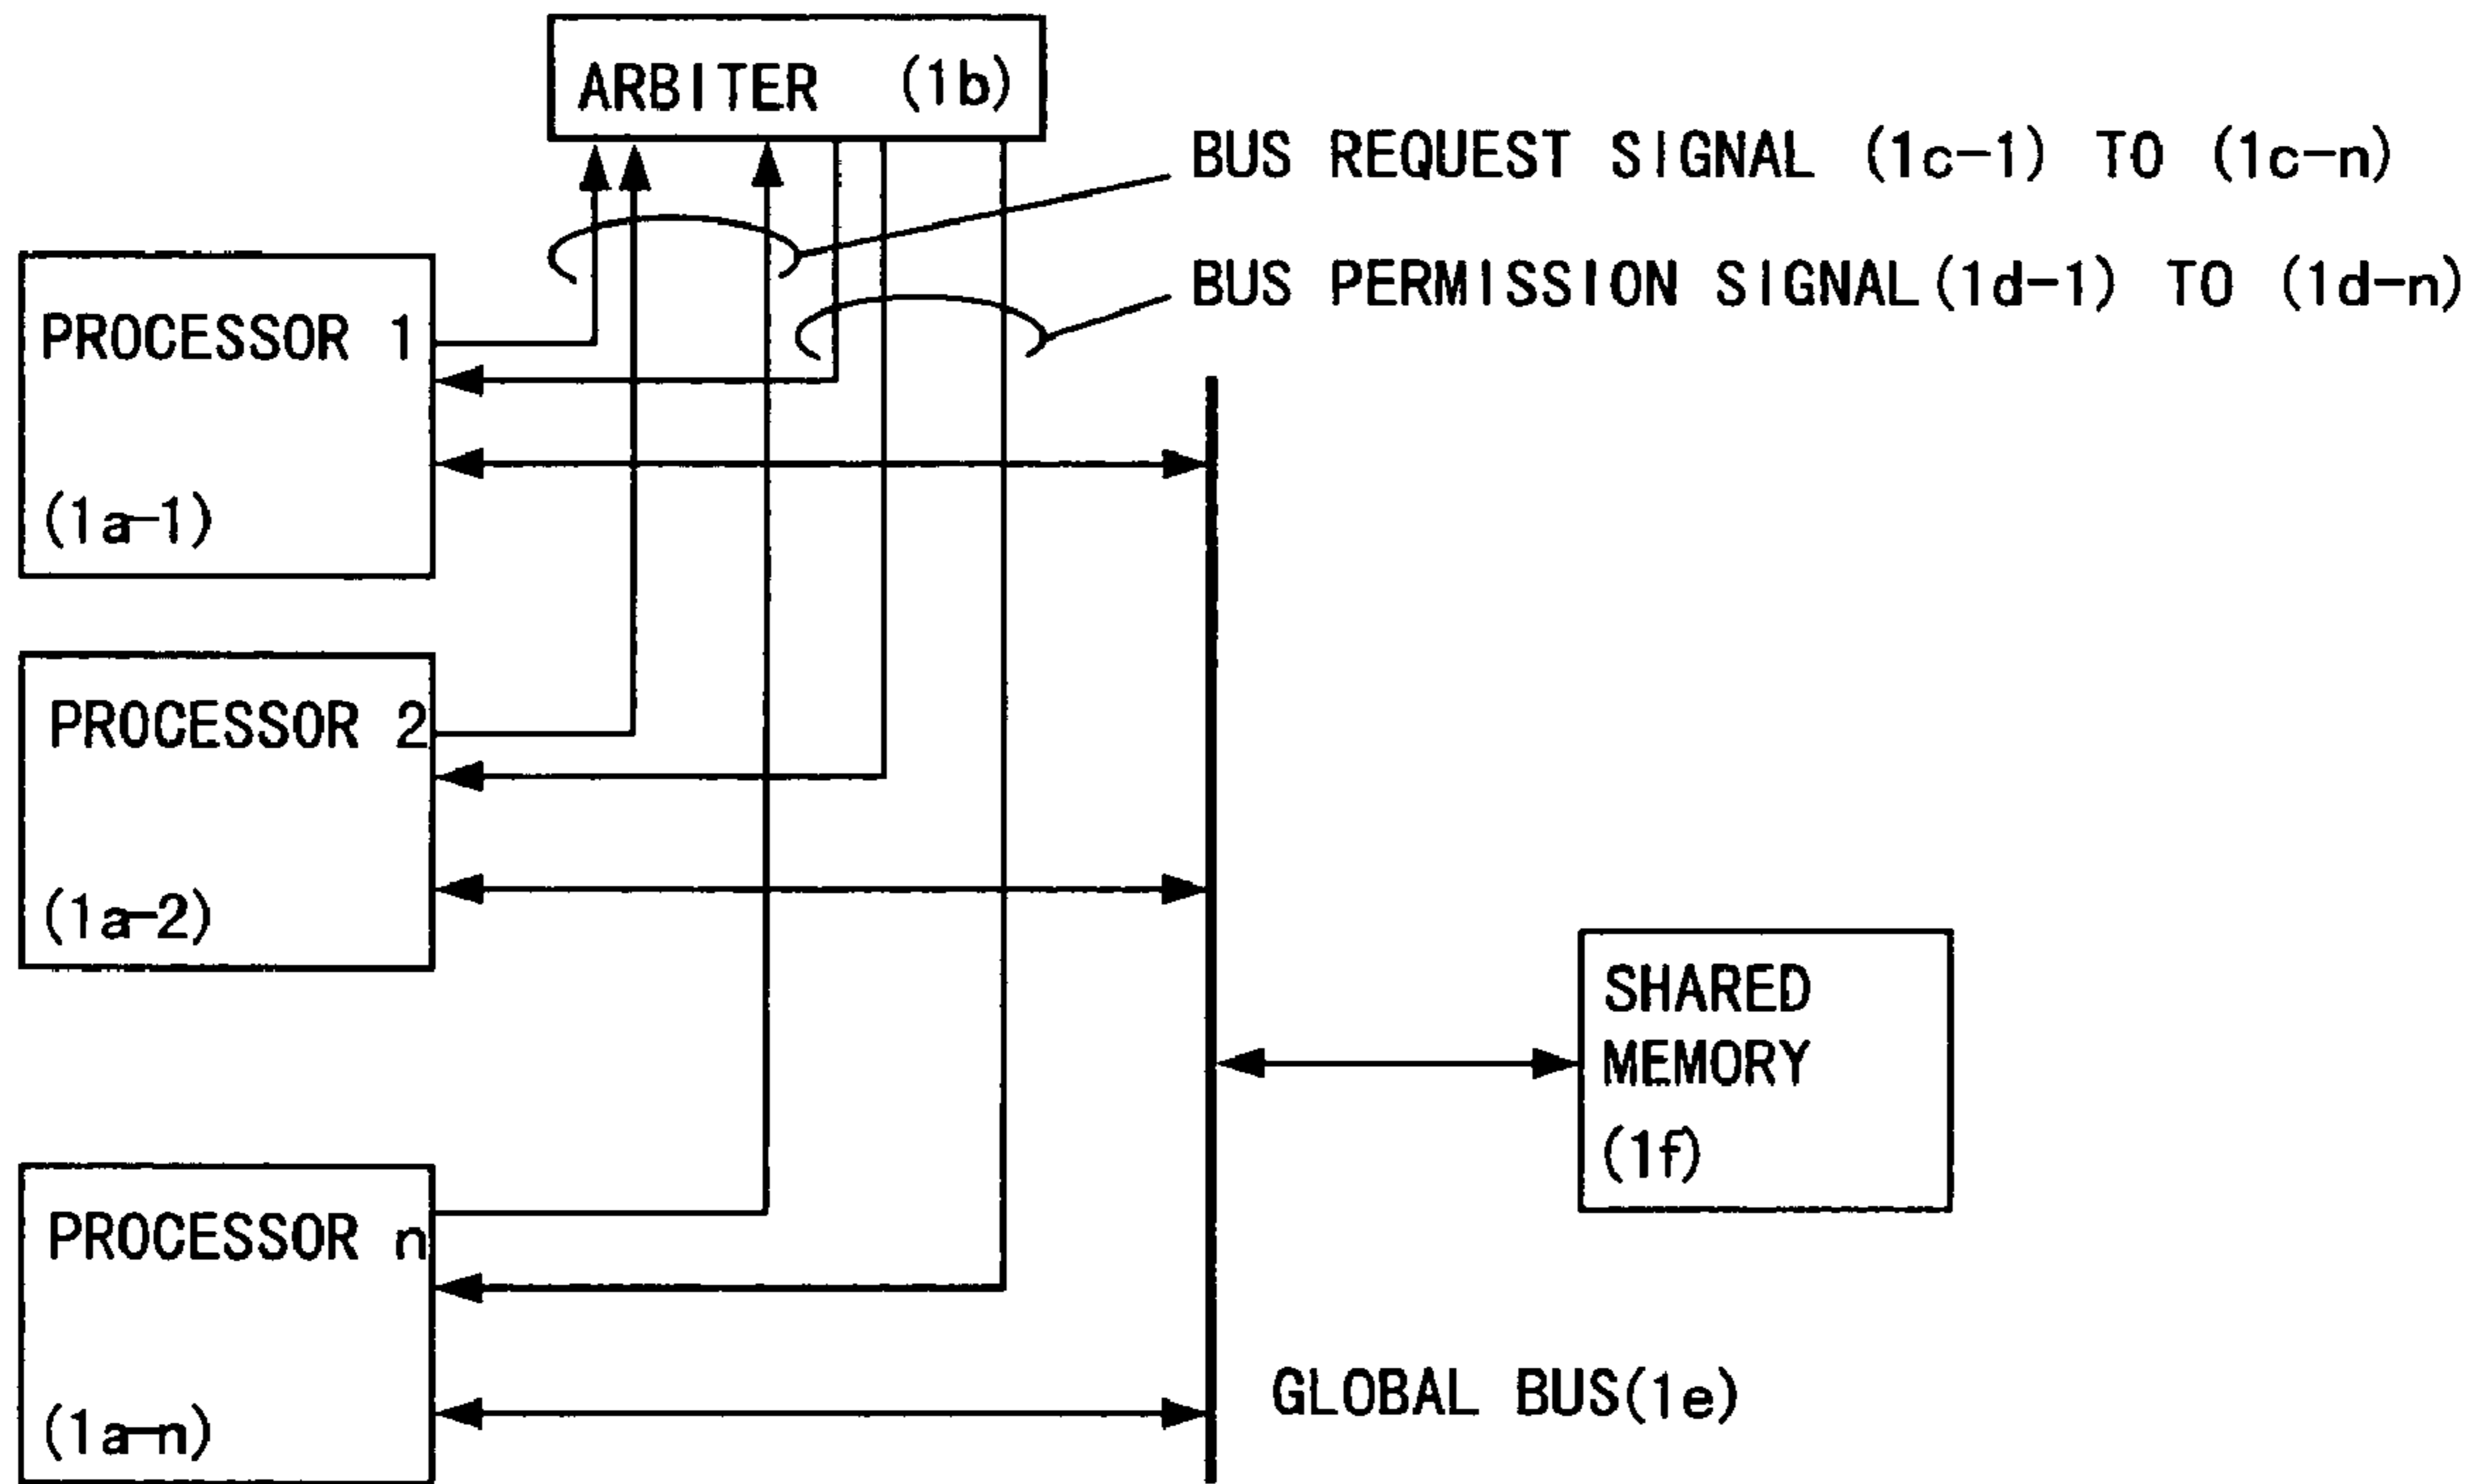 ARBITER (1b)
BUS REQUEST SIGNAL (1c-1) TO (1c-n)
BUS PERMISSION SIGNAL(1d-1) TO (1d-n)
PROCESSOR 1
(1a-1)
PROCESSOR 2
(1a-2)
SHARED
MEMORY
(1f)
PROCESSOR n
(1a-n)
GLOBAL BUS(1e)